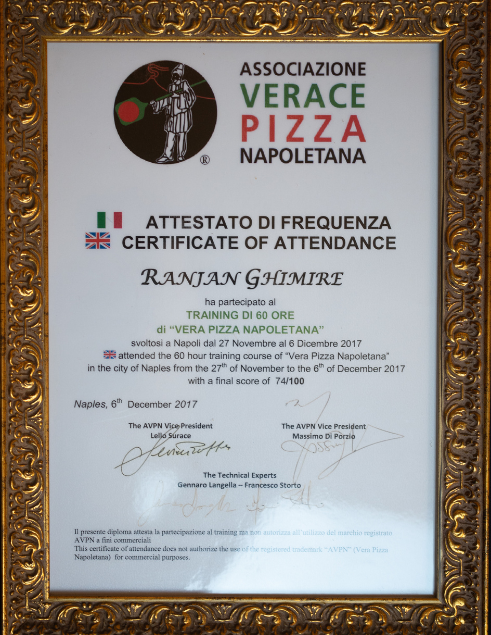 ASSOCIAZIONE
VERACE
PIZZA
NAPOLETANA
®
ATTESTATO DI FREQUENZA
CERTIFICATE OF ATTENDANCE
RANJAN GHIMIRE
ha partecipato al
TRAINING DI 60 ORE
di "VERA PIZZA NAPOLETANA"
svoltosi a Napoli dal 27 Novembre al 6 Dicembre 2017
attended the 60 hour training course of "Vera Pizza Napoletana"
in the city of Naples from the 27th of November to the 6th of December 2017
with a final score of 74/100
Naples, 6th December 2017
The AVPN Vice President The AVPN Vice President
Lello Surace Massimo Di Porzio
The Technical Experts
Gennaro Langella – Francesco Storto
Il presente diploma attesta la partecipazione al training ma non autorizza all'utilizzo del marchio registrato
AVPN a fini commerciali
This certificate of attendance does not authorize the use of the registered trademark "AVPN" (Vera Pizza
Napoletana) for commercial purposes.